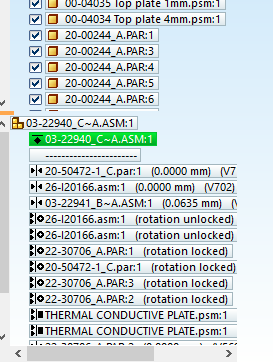 00-04035 Top plate 1mm.psm:1
00-04034 Top plate 4mm.psm:1
20-00244_A.PAR:1
20-00244_A.PAR:3
20-00244_A.PAR:4
20-00244_A.PAR:5
20-00244_A.PAR:6
03-22940_C~A.ASM:1
03-22940_C~A.ASM:1
-----------------------
20-50472-1_C.par:1 (0.0000 mm) (V7
26-I20166.asm:1 (0.0000 mm) (V702)
03-22941_B~A.ASM:1 (0.0635 mm) (V
26-I20166.asm:1 (rotation unlocked)
26-I20166.asm:1 (rotation unlocked)
22-30706_A.PAR:1 (rotation locked)
20-50472-1_C.par:1 (rotation locked)
22-30706_A.PAR:3 (rotation locked)
22-30706_A.PAR:2 (rotation locked)
THERMAL CONDUCTIVE PLATE.psm:1
THERMAL CONDUCTIVE PLATE.psm:1